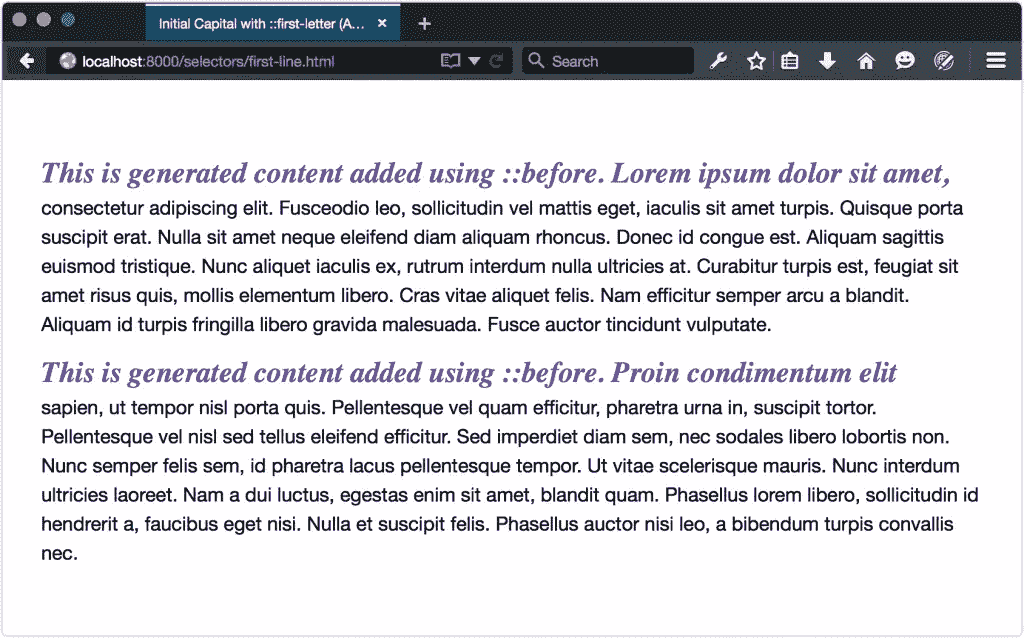 Initial Capital with ::first-letter (A...
localhost:8000/selectors/first-line.html
Search
This is generated content added using ::before. Lorem ipsum dolor sit amet,
consectetur adipiscing elit. Fusceodio leo, sollicitudin vel mattis eget, iaculis sit amet turpis. Quisque porta
suscipit erat. Nulla sit amet neque eleifend diam aliquam rhoncus. Donec id congue est. Aliquam sagittis
euismod tristique. Nunc aliquet iaculis ex, rutrum interdum nulla ultricies at. Curabitur turpis est, feugiat sit
amet risus quis, mollis elementum libero. Cras vitae aliquet felis. Nam efficitur semper arcu a blandit.
Aliquam id turpis fringilla libero gravida malesuada. Fusce auctor tincidunt vulputate.
This is generated content added using ::before. Proin condimentum elit
sapien, ut tempor nisl porta quis. Pellentesque vel quam efficitur, pharetra urna in, suscipit tortor.
Pellentesque vel nisl sed tellus eleifend efficitur. Sed imperdiet diam sem, nec sodales libero lobortis non.
Nunc semper felis sem, id pharetra lacus pellentesque tempor. Ut vitae scelerisque mauris. Nunc interdum
ultricies laoreet. Nam a dui luctus, egestas enim sit amet, blandit quam. Phasellus lorem libero, sollicitudin id
hendrerit a, faucibus eget nisi. Nulla et suscipit felis. Phasellus auctor nisi leo, a bibendum turpis convallis
nec.